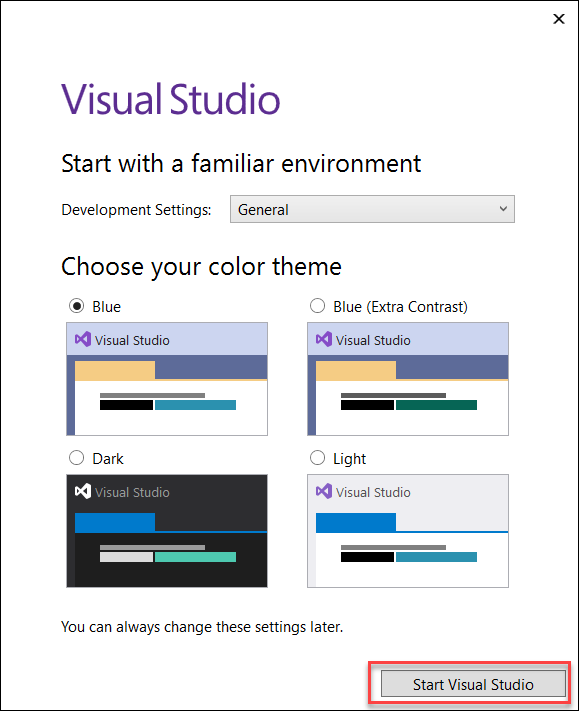 Visual Studio
Start with a familiar environment
Development Settings: General
Choose your color theme
Blue Blue (Extra Contrast)
Visual Studio Visual Studio
Dark Light
Visual Studio Visual Studio
You can always change these settings later.
Start Visual Studio